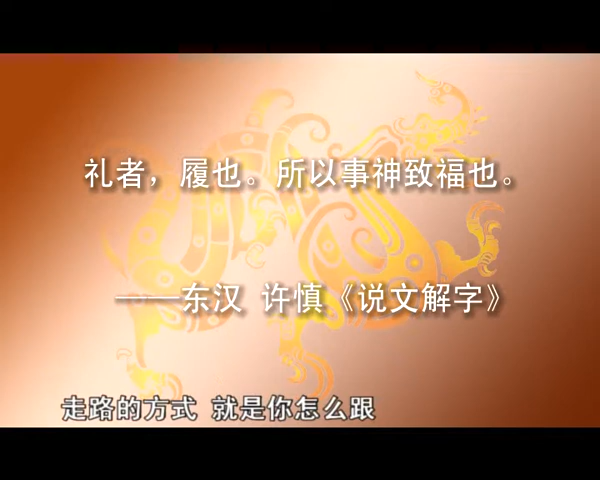 礼者，履也。所以事神致福也。
——东汉 许慎《说文解字》
走路的方式 就是你怎么跟